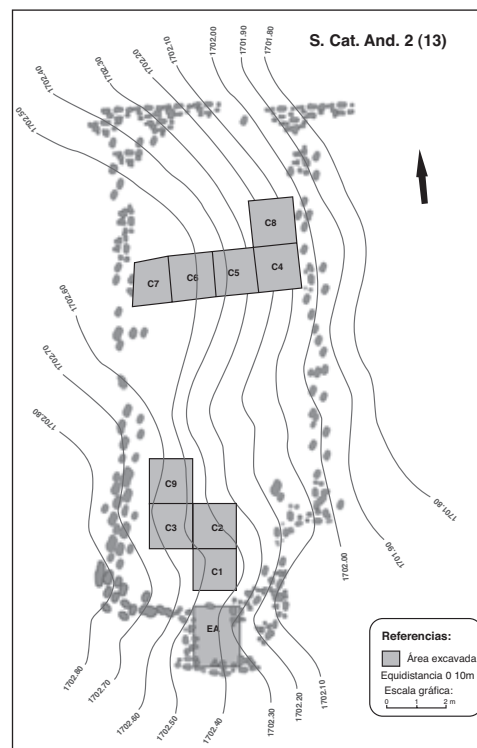 S. Cat. And. 2 (13)
1702.50
1702.40
1702.30
1702.20
1702.10
1702.00
1701.90
1701.80
C8
C7
C6
C5
C4
1702.60
1702.70
1702.80
C9
C3
C2
C1
EA
1702.80
1702.70
1702.60
1702.50
1702.40
1702.30
1702.20
1702.10
1702.00
1701.90
1701.80
Referencias:
Área excavada
Equidistancia 0 10m
Escala gráfica:
0 1 2 m